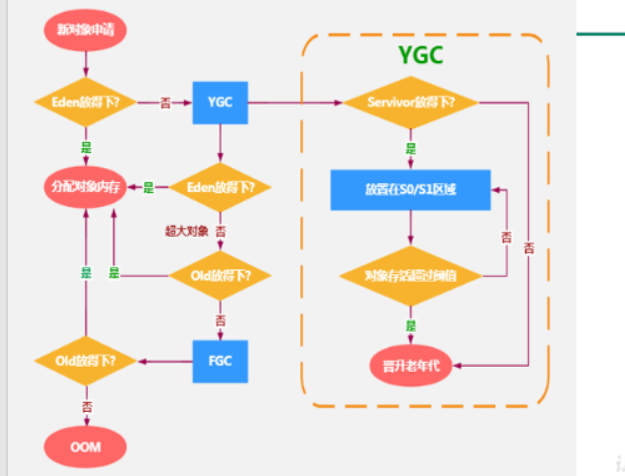 新对象申请
YGC
Eden放得下?
否
YGC
Servivor放得下?
是
是
分配对象内存
是
Eden放得下?
放置在S0/S1区域
超大对象
否
否
否
是
是
Old放得下?
对象存活超过阈值
否
是
Old放得下?
FGC
晋升老年代
否
OOM